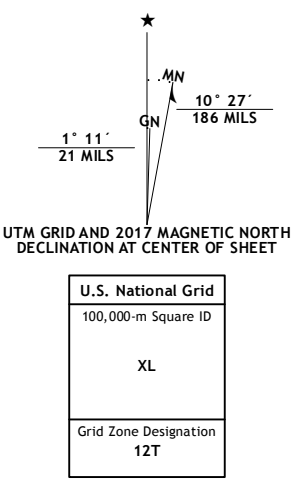 ★
MN
10° 27´
186 MILS
GN
1° 11´
21 MILS
UTM GRID AND 2017 MAGNETIC NORTH
DECLINATION AT CENTER OF SHEET
U.S. National Grid
100,000-m Square ID
XL
Grid Zone Designation
12T